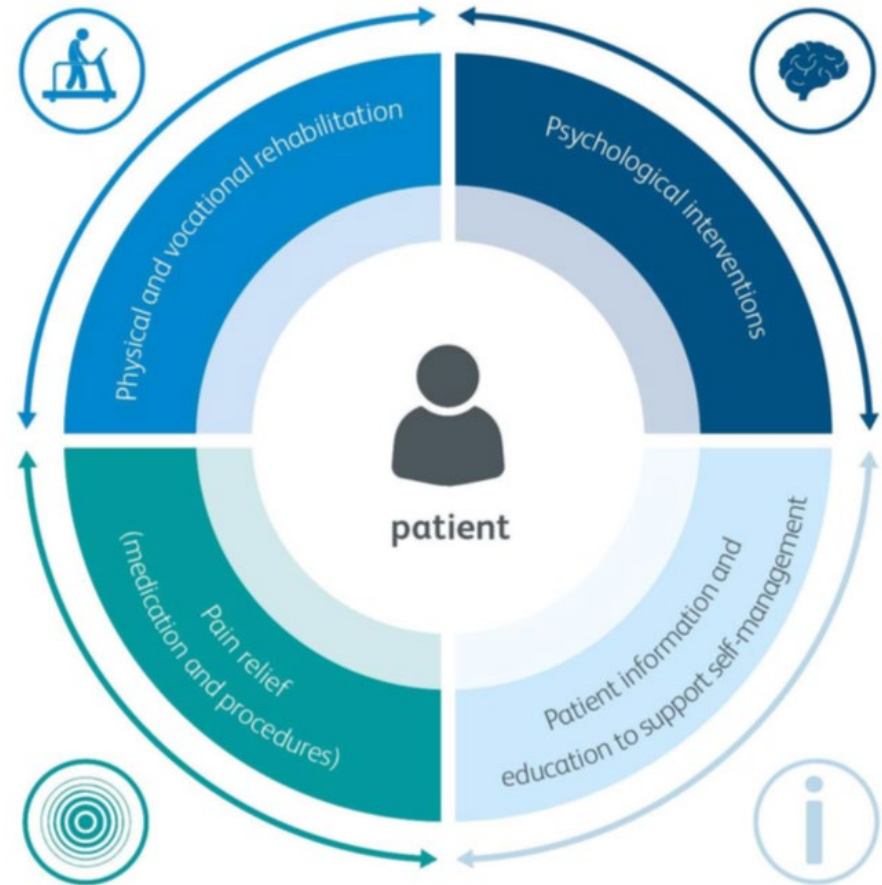 Physical and vocational rehabilitation
Psychological interventions
patient
Pain relief
(medication and procedures)
Patient information and
education to support self-management